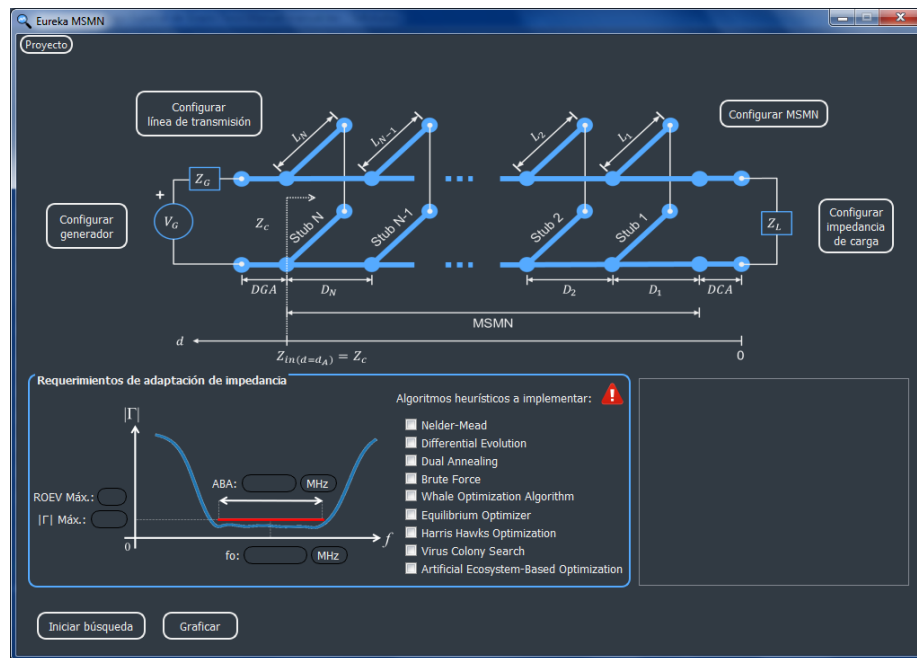 Eureka MSMN
Proyecto
Configurar
línea de transmisión
Configurar MSMN
L_N
L_{N-1}
L_2
L_1
Z_G
+
V_G
Configurar
generador
Z_c
Stub N
Stub N-1
Stub 2
Stub 1
Z_L
Configurar
impedancia
de carga
DGA
D_N
D_2
D_1
DCA
MSMN
d
Z_{in(d=d_A)} = Z_c
0
Requerimientos de adaptación de impedancia
|Γ|
ABA:
MHz
ROEV Máx.:
|Γ| Máx.:
0
f
fo:
MHz
Algoritmos heurísticos a implementar:
Nelder-Mead
Differential Evolution
Dual Annealing
Brute Force
Whale Optimization Algorithm
Equilibrium Optimizer
Harris Hawks Optimization
Virus Colony Search
Artificial Ecosystem-Based Optimization
Iniciar búsqueda
Graficar